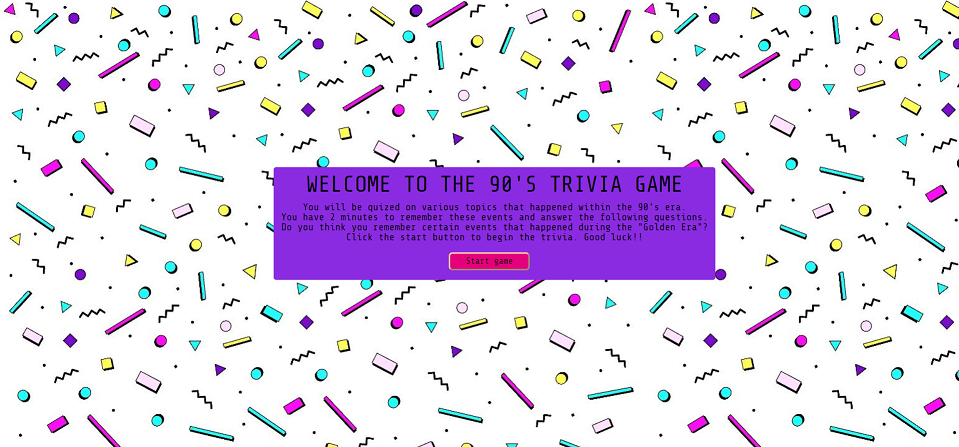 WELCOME TO THE 90'S TRIVIA GAME
You will be quized on various topics that happened within the 90's era.
You have 2 minutes to remember these events and answer the following questions.
Do you think you remember certain events that happened during the "Golden Era"?
Click the start button to begin the trivia. Good luck!!
Start game